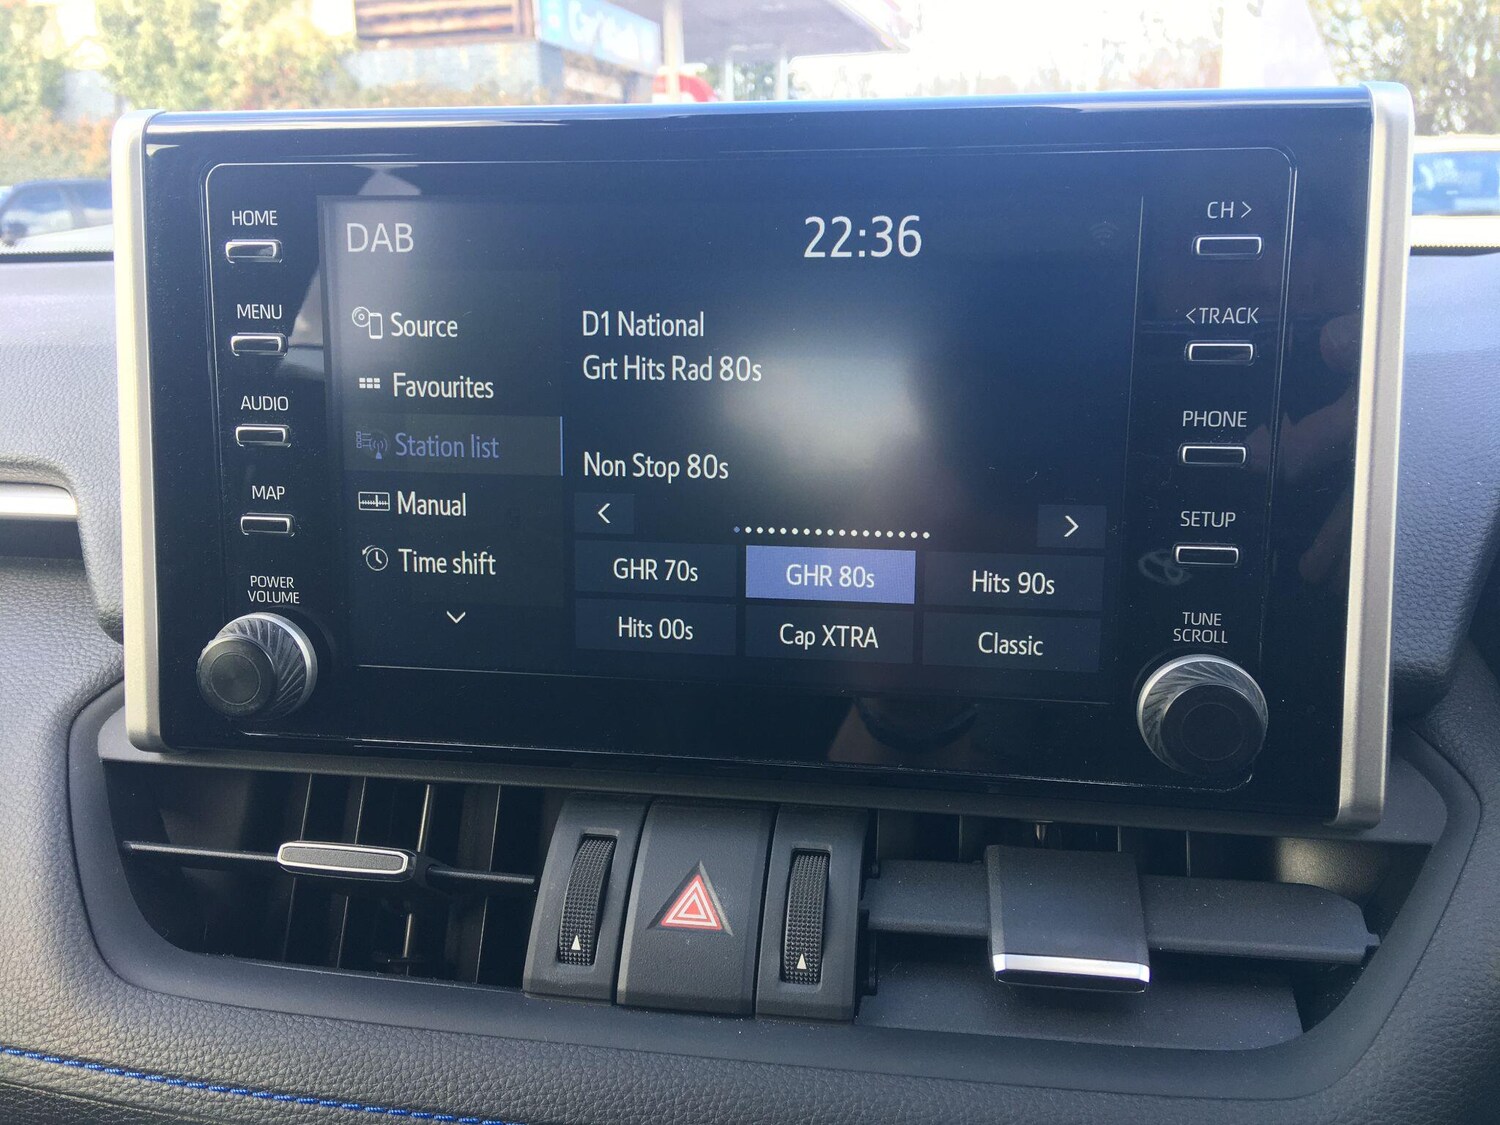 HOME
MENU
AUDIO
MAP
POWER
VOLUME
DAB
22:36
Source
Favourites
Station list
Manual
Time shift
D1 National
Grt Hits Rad 80s
Non Stop 80s
<
>
GHR 70s
GHR 80s
Hits 90s
Hits 00s
Cap XTRA
Classic
CH >
< TRACK
PHONE
SETUP
TUNE
SCROLL